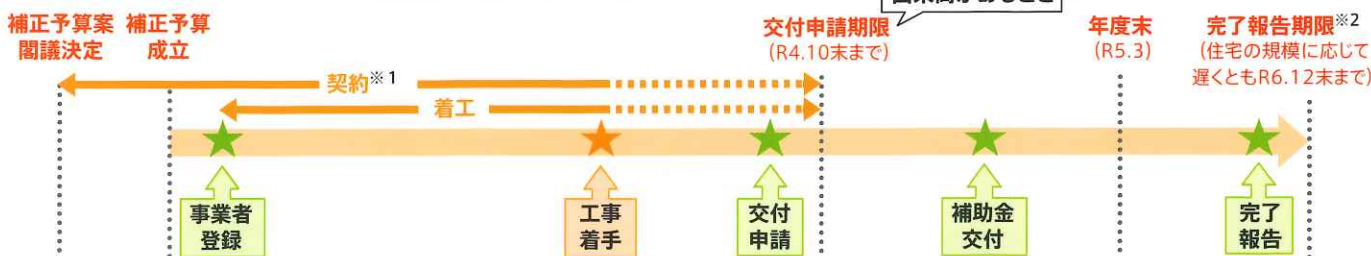 補正予算案
閣議決定
補正予算
成立
交付申請期限
(R4.10末まで)
年度末
(R5.3)
完了報告期限※2
(住宅の規模に応じて
遅くともR6.12末まで)
契約※1
着工
事業者
登録
工事
着手
交付
申請
補助金
交付
完了
報告